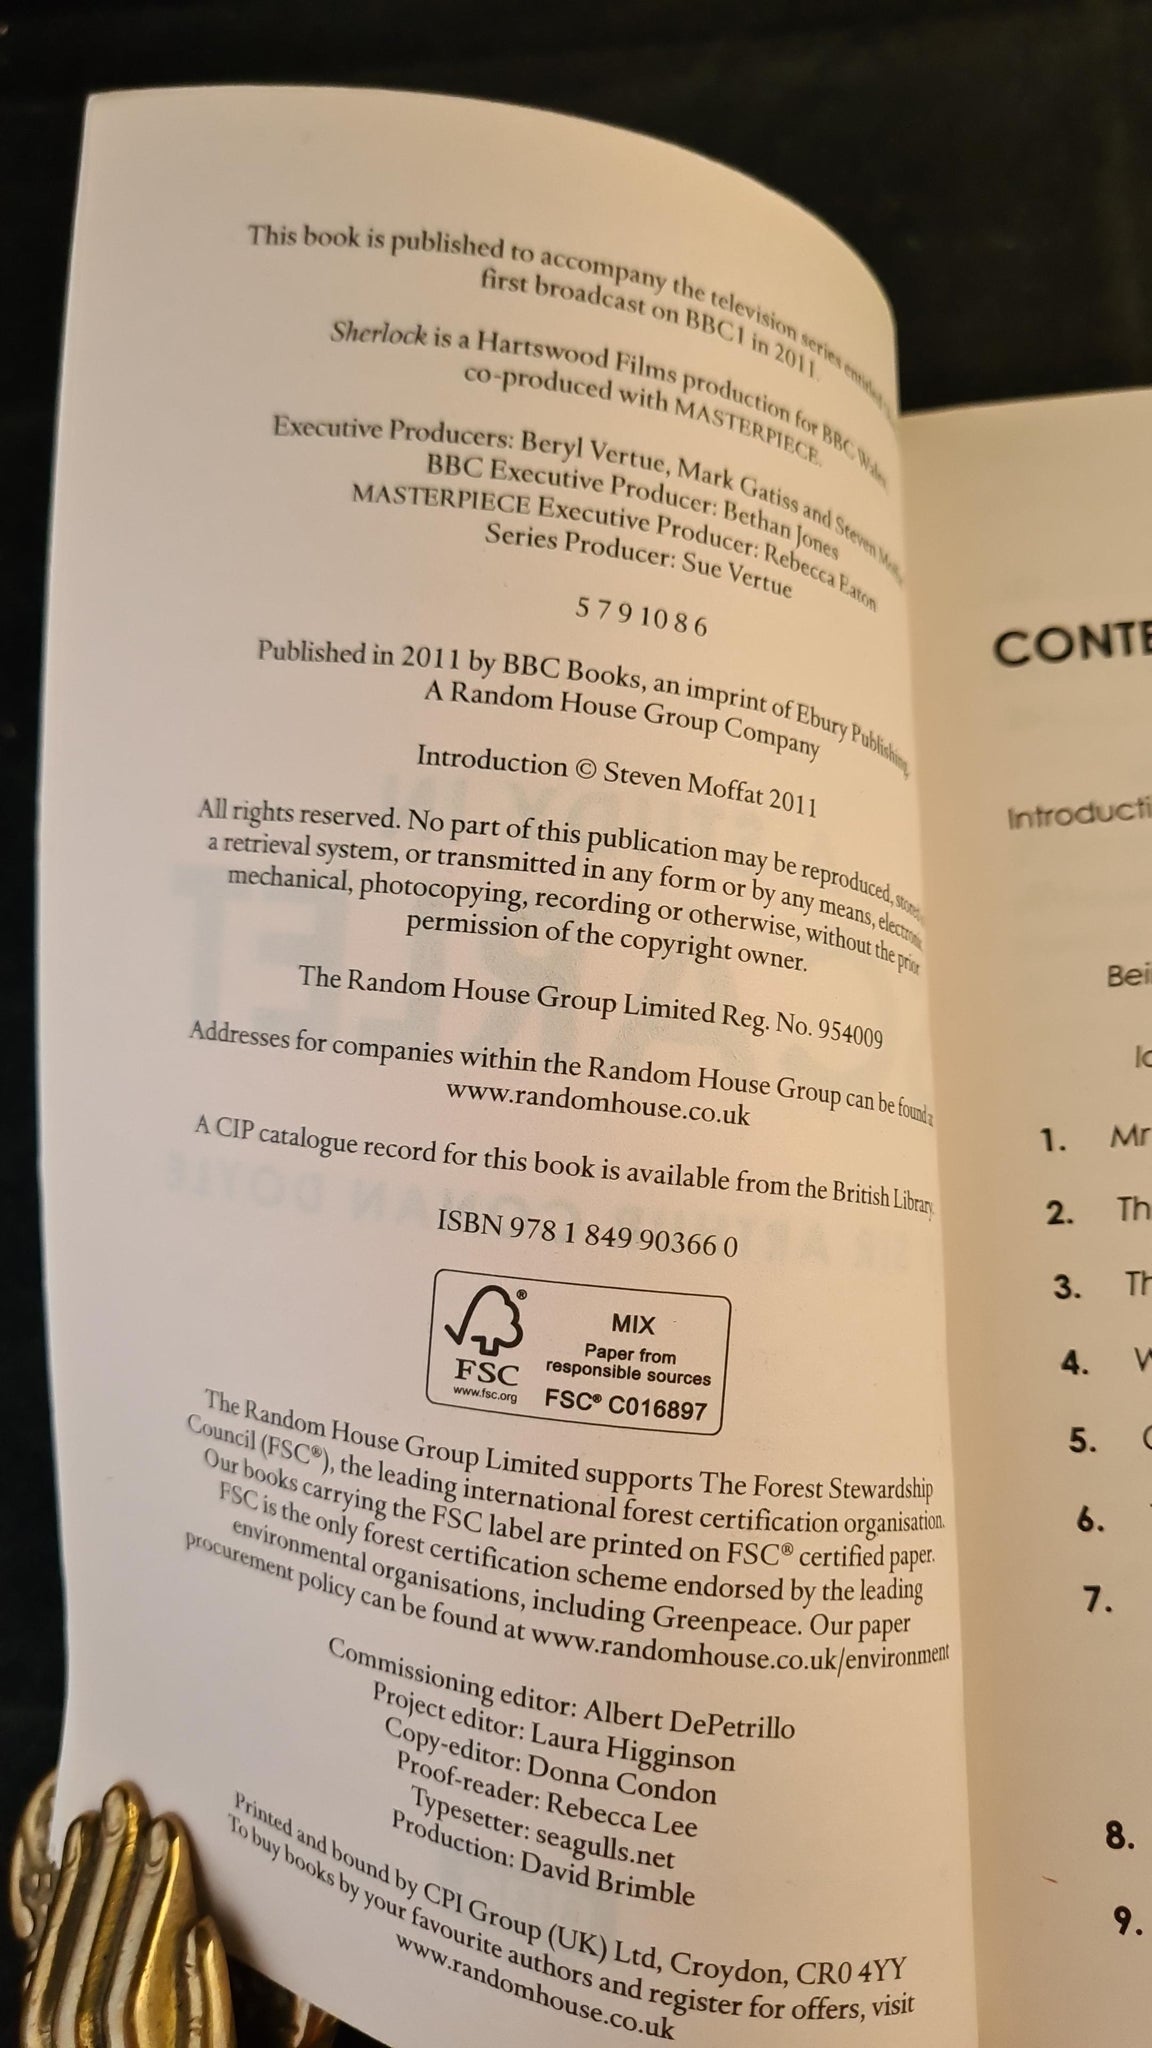 This book is published to accompany the television series entitled
first broadcast on BBC1 in 2011.
Sherlock is a Hartswood Films production for BBC Wales,
co-produced with MASTERPIECE.
Executive Producers: Beryl Vertue, Mark Gatiss and Steven Moffat
BBC Executive Producer: Bethan Jones
MASTERPIECE Executive Producer: Rebecca Eaton
Series Producer: Sue Vertue
5 7 9 10 8 6
Published in 2011 by BBC Books, an imprint of Ebury Publishing,
A Random House Group Company
Introduction © Steven Moffat 2011
All rights reserved. No part of this publication may be reproduced, stored in
a retrieval system, or transmitted in any form or by any means, electronic,
mechanical, photocopying, recording or otherwise, without the prior
permission of the copyright owner.
The Random House Group Limited Reg. No. 954009
Addresses for companies within the Random House Group can be found a
www.randomhouse.co.uk
A CIP catalogue record for this book is available from the British Library.
ISBN 978 1 849 90366 0
FSC®
www.fsc.org
MIX
Paper from
responsible sources
FSC® C016897
The Random House Group Limited supports The Forest Stewardship
Council (FSC®), the leading international forest certification organisation.
Our books carrying the FSC label are printed on FSC® certified paper.
FSC is the only forest certification scheme endorsed by the leading
environmental organisations, including Greenpeace. Our paper
procurement policy can be found at www.randomhouse.co.uk/environment
Commissioning editor: Albert DePetrillo
Project editor: Laura Higginson
Copy-editor: Donna Condon
Proof-reader: Rebecca Lee
Typesetter: seagulls.net
Production: David Brimble
Printed and bound by CPI Group (UK) Ltd, Croydon, CR0 4YY
To buy books by your favourite authors and register for offers, visit
www.randomhouse.co.uk
CONTE
Introducti
Bei
1. Mr
2. Th
3. Th
4. W
5.
6.
7.
8.
9.